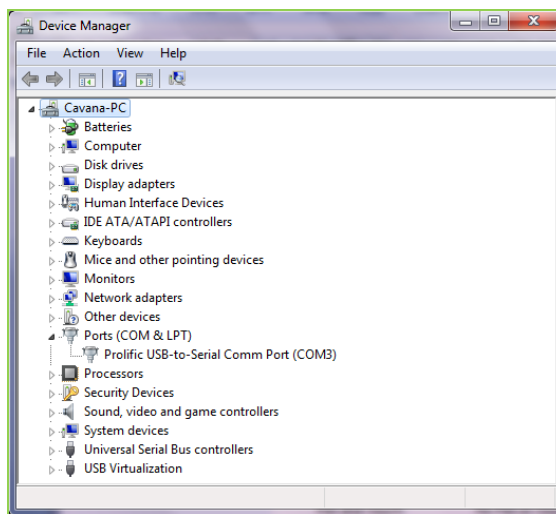 Device Manager
File Action View Help
Cavana-PC
Batteries
Computer
Disk drives
Display adapters
Human Interface Devices
IDE ATA/ATAPI controllers
Keyboards
Mice and other pointing devices
Monitors
Network adapters
Other devices
Ports (COM & LPT)
Prolific USB-to-Serial Comm Port (COM3)
Processors
Security Devices
Sound, video and game controllers
System devices
Universal Serial Bus controllers
USB Virtualization